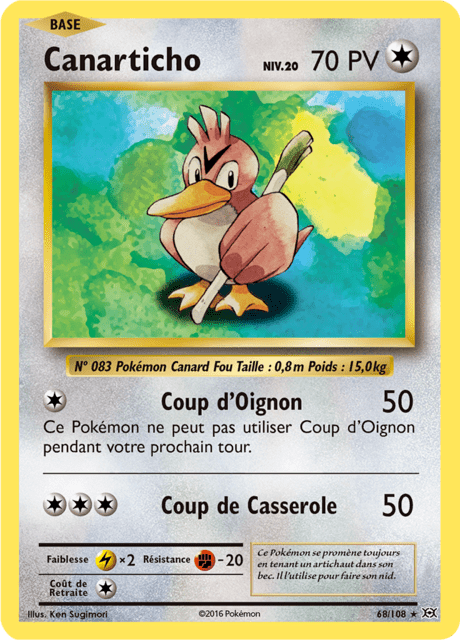 BASE
Canarticho NIV.20 70 PV
Nº 083 Pokémon Canard Fou Taille : 0,8 m Poids : 15,0 kg
Coup d'Oignon 50
Ce Pokémon ne peut pas utiliser Coup d'Oignon
pendant votre prochain tour.
Coup de Casserole 50
Faiblesse ×2 Résistance -20
Coût de
Retraite
Ce Pokémon se promène toujours
en tenant un artichaut dans son
bec. Il l'utilise pour faire son nid.
Illus. Ken Sugimori ©2016 Pokémon 68/108 ★